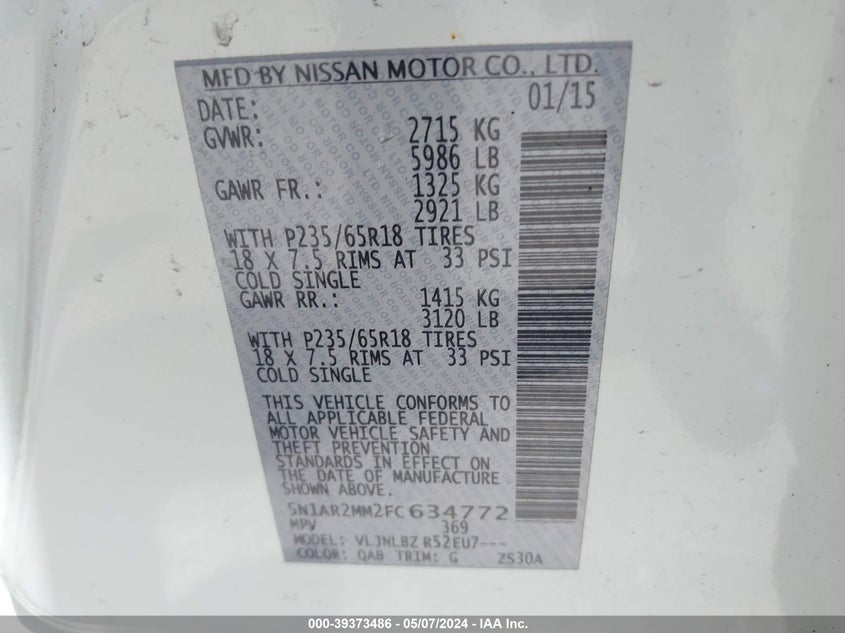 MFD BY NISSAN MOTOR CO., LTD.
DATE: 01/15
GVWR: 2715 KG
5986 LB
GAWR FR.: 1325 KG
2921 LB
WITH P235/65R18 TIRES
18 X 7.5 RIMS AT 33 PSI
COLD SINGLE
GAWR RR.: 1415 KG
3120 LB
WITH P235/65R18 TIRES
18 X 7.5 RIMS AT 33 PSI
COLD SINGLE
THIS VEHICLE CONFORMS TO
ALL APPLICABLE FEDERAL
MOTOR VEHICLE SAFETY AND
THEFT PREVENTION
STANDARDS IN EFFECT ON
THE DATE OF MANUFACTURE
SHOWN ABOVE.
5N1AR2MM2FC634772
MPV 369
MODEL: VLJNLBZ R52EU7---
COLOR: QAB TRIM: G ZS30A
000-39373486 - 05/07/2024 - IAA Inc.